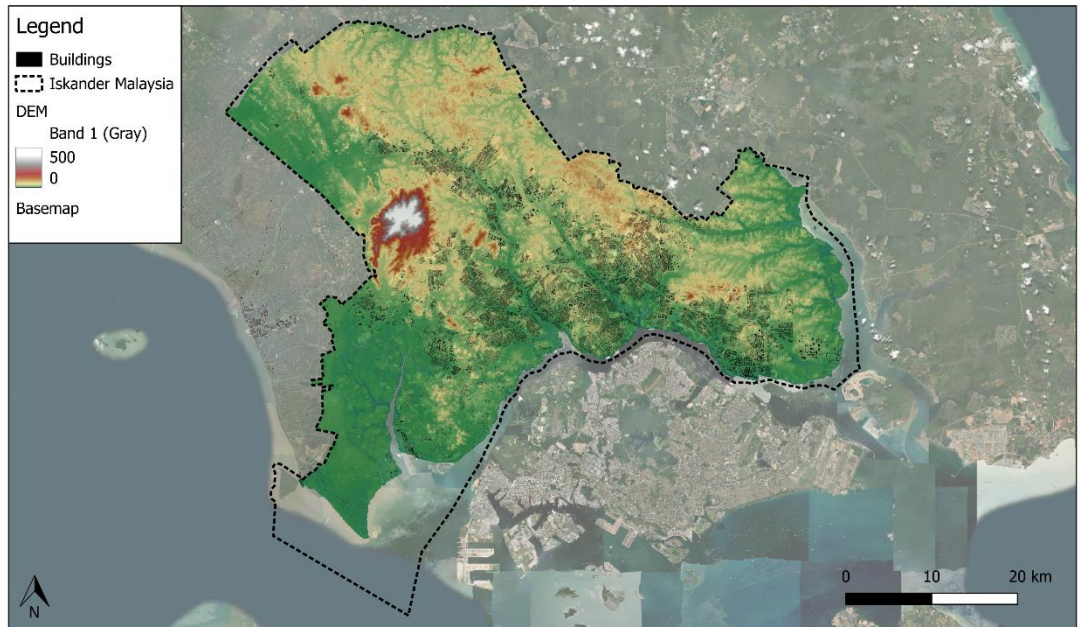 Legend
Buildings
Iskander Malaysia
DEM
Band 1 (Gray)
500
0
Basemap
N
0 10 20 km